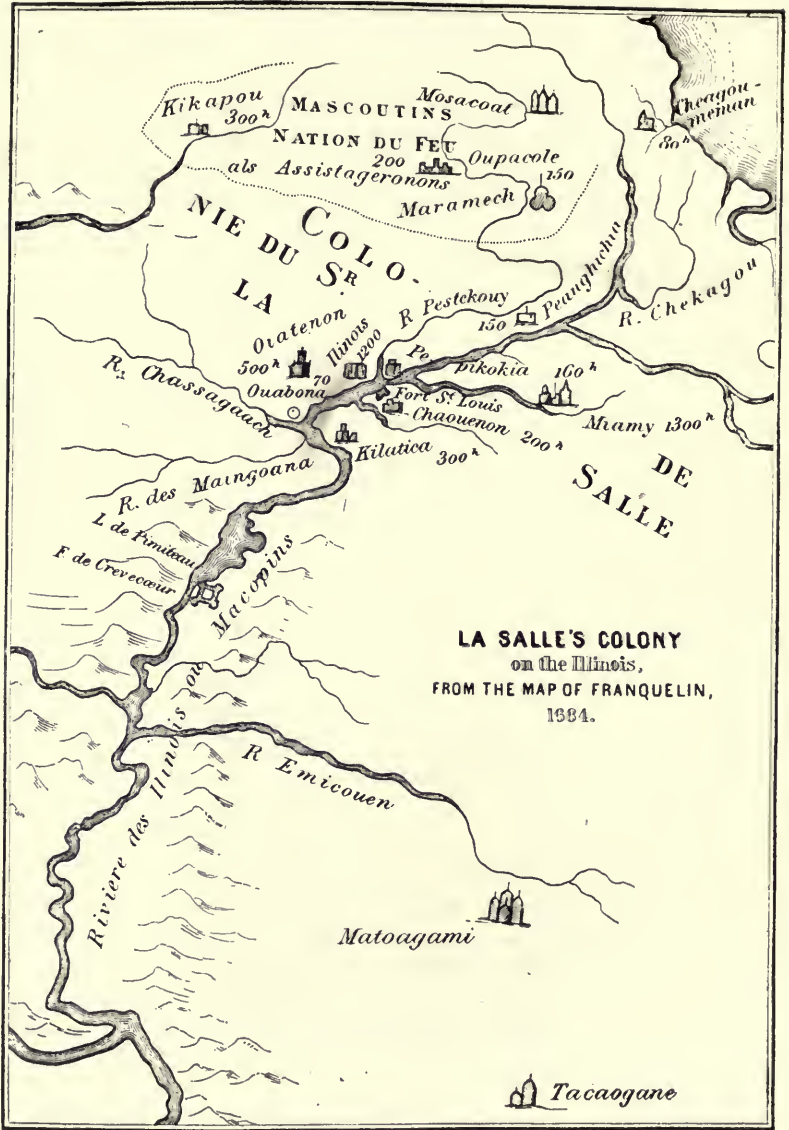 Kikapou
300 h
MASCOUTINS
Mosacoat
Cheagou-
meinan
80 h
NATION DU FEU
200
Oupacole
als Assistageronons
150
Maramech
COLO-
NIE DU SR
LA
R Pestekouy
Peanghichia
150
R. Chekagou
Oiatenon
500 h
Ilinois
1200
Pe
pikokia
160 h
70
Ouabona
R. Chassagoach
Fort St Louis
Chaouenon
200 h
Miamy 1300 h
Kilatica
300 h
DE
SALLE
R. des Maingoana
L de Pimiteau
F de Crevecœur
Riviere des Ilinois ou Macopins
LA SALLE'S COLONY
on the Illinois,
FROM THE MAP OF FRANQUELIN,
1684.
R Emicouen
Matoagami
Tacaogane